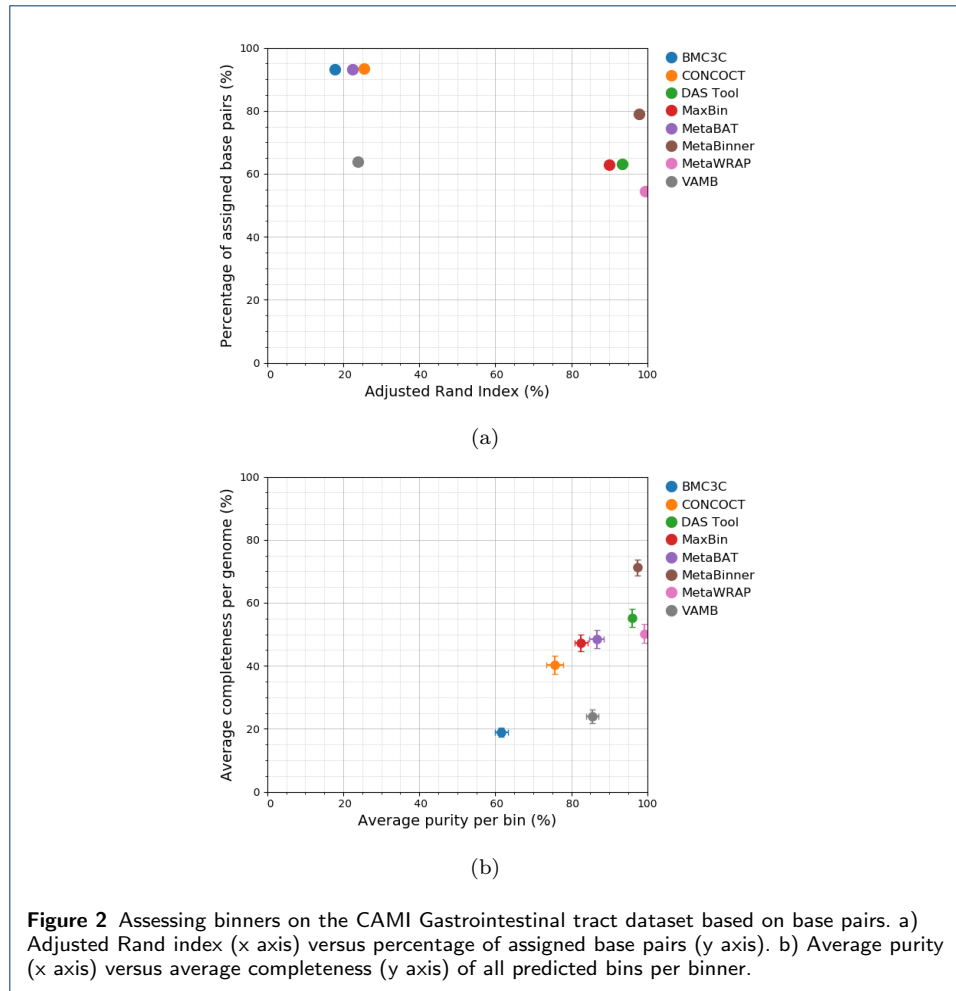 100
80
60
40
20
0
Percentage of assigned base pairs (%)
0 20 40 60 80 100
Adjusted Rand Index (%)
BMC3C
CONCOCT
DAS Tool
MaxBin
MetaBAT
MetaBinner
MetaWRAP
VAMB
(a)
100
80
60
40
20
0
Average completeness per genome (%)
0 20 40 60 80 100
Average purity per bin (%)
BMC3C
CONCOCT
DAS Tool
MaxBin
MetaBAT
MetaBinner
MetaWRAP
VAMB
(b)
Figure 2 Assessing binners on the CAMI Gastrointestinal tract dataset based on base pairs. a)
Adjusted Rand index (x axis) versus percentage of assigned base pairs (y axis). b) Average purity
(x axis) versus average completeness (y axis) of all predicted bins per binner.